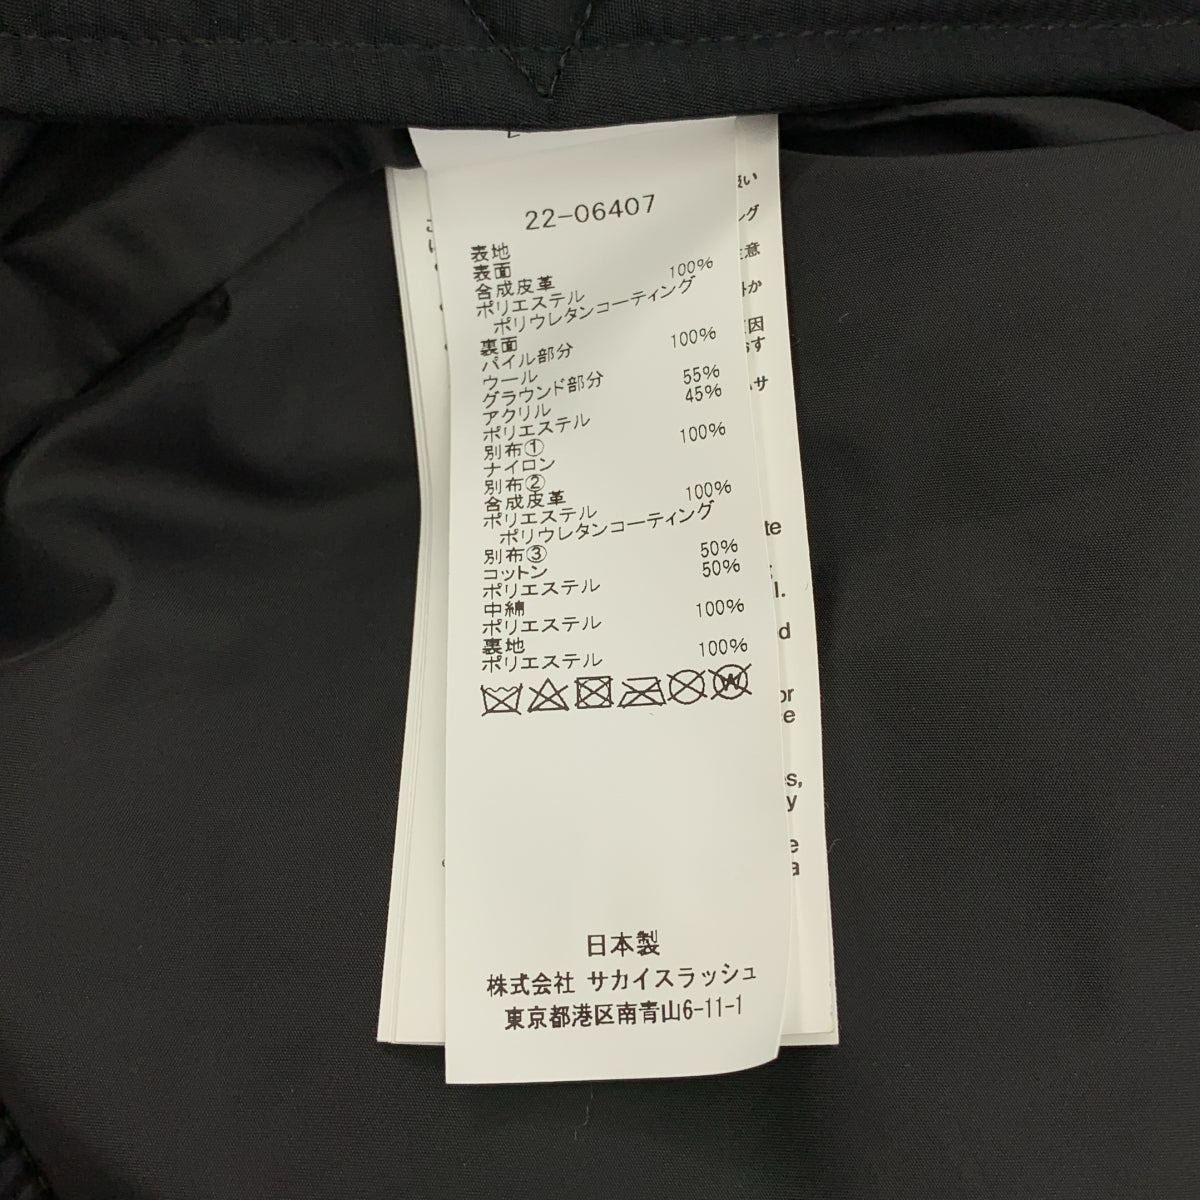 22-06407
表地
表面
合成皮革
ポリエステル 100%
ポリウレタンコーティング
裏面
パイル部分
ウール 100%
グラウンド部分
アクリル 55%
ポリエステル 45%
別布①
ナイロン 100%
別布②
合成皮革
ポリエステル 100%
ポリウレタンコーティング
別布③
コットン 50%
ポリエステル 50%
中綿
ポリエステル 100%
裏地
ポリエステル 100%
W
日本製
株式会社 サカイスラッシュ
東京都港区南青山6-11-1